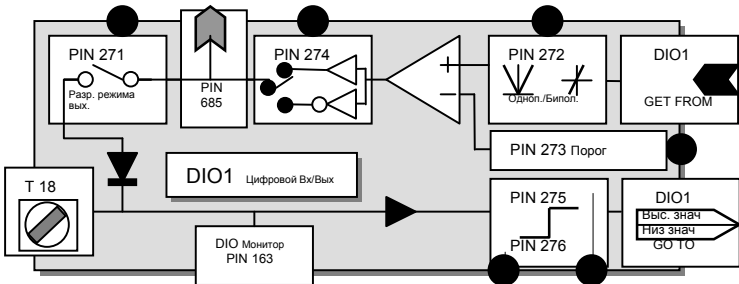 PIN 271
Разр. режима
вых.
PIN
685
PIN 274
PIN 272
Однoп./Бипол.
DIO1
GET FROM
PIN 273 Порог
DIO1 Цифровой Вх/Вых
T 18
DIO Монитор
PIN 163
PIN 275
PIN 276
DIO1
Выс. знач
Низ знач
GO TO